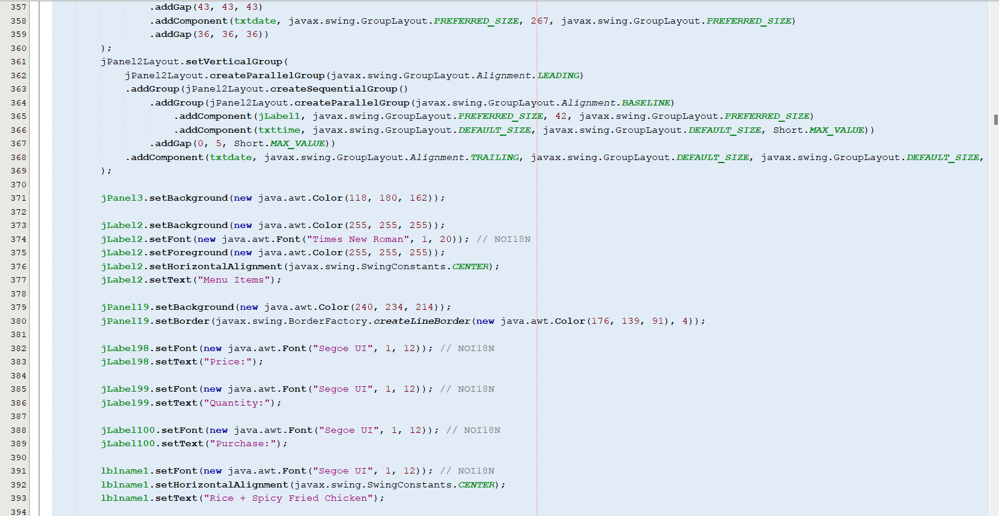 357 .addGap(43, 43, 43)
358 .addComponent(txtdate, javax.swing.GroupLayout.PREFERRED_SIZE, 267, javax.swing.GroupLayout.PREFERRED_SIZE)
359 .addGap(36, 36, 36))
360 );
361 jPanel2Layout.setVerticalGroup(
362 jPanel2Layout.createParallelGroup(javax.swing.GroupLayout.Alignment.LEADING)
363 .addGroup(jPanel2Layout.createSequentialGroup()
364 .addGroup(jPanel2Layout.createParallelGroup(javax.swing.GroupLayout.Alignment.BASELINE)
365 .addComponent(jLabel1, javax.swing.GroupLayout.PREFERRED_SIZE, 42, javax.swing.GroupLayout.PREFERRED_SIZE)
366 .addComponent(txttime, javax.swing.GroupLayout.DEFAULT_SIZE, javax.swing.GroupLayout.DEFAULT_SIZE, Short.MAX_VALUE))
367 .addGap(0, 5, Short.MAX_VALUE))
368 .addComponent(txtdate, javax.swing.GroupLayout.Alignment.TRAILING, javax.swing.GroupLayout.DEFAULT_SIZE, javax.swing.GroupLayout.DEFAULT_SIZE,
369 );
370
371 jPanel3.setBackground(new java.awt.Color(118, 180, 162));
372
373 jLabel2.setBackground(new java.awt.Color(255, 255, 255));
374 jLabel2.setFont(new java.awt.Font("Times New Roman", 1, 20)); // NOI18N
375 jLabel2.setForeground(new java.awt.Color(255, 255, 255));
376 jLabel2.setHorizontalAlignment(javax.swing.SwingConstants.CENTER);
377 jLabel2.setText("Menu Items");
378
379 jPanel19.setBackground(new java.awt.Color(240, 234, 214));
380 jPanel19.setBorder(javax.swing.BorderFactory.createLineBorder(new java.awt.Color(176, 139, 91), 4));
381
382 jLabel98.setFont(new java.awt.Font("Segoe UI", 1, 12)); // NOI18N
383 jLabel98.setText("Price:");
384
385 jLabel99.setFont(new java.awt.Font("Segoe UI", 1, 12)); // NOI18N
386 jLabel99.setText("Quantity:");
387
388 jLabel100.setFont(new java.awt.Font("Segoe UI", 1, 12)); // NOI18N
389 jLabel100.setText("Purchase:");
390
391 lblname1.setFont(new java.awt.Font("Segoe UI", 1, 12)); // NOI18N
392 lblname1.setHorizontalAlignment(javax.swing.SwingConstants.CENTER);
393 lblname1.setText("Rice + Spicy Fried Chicken");
394